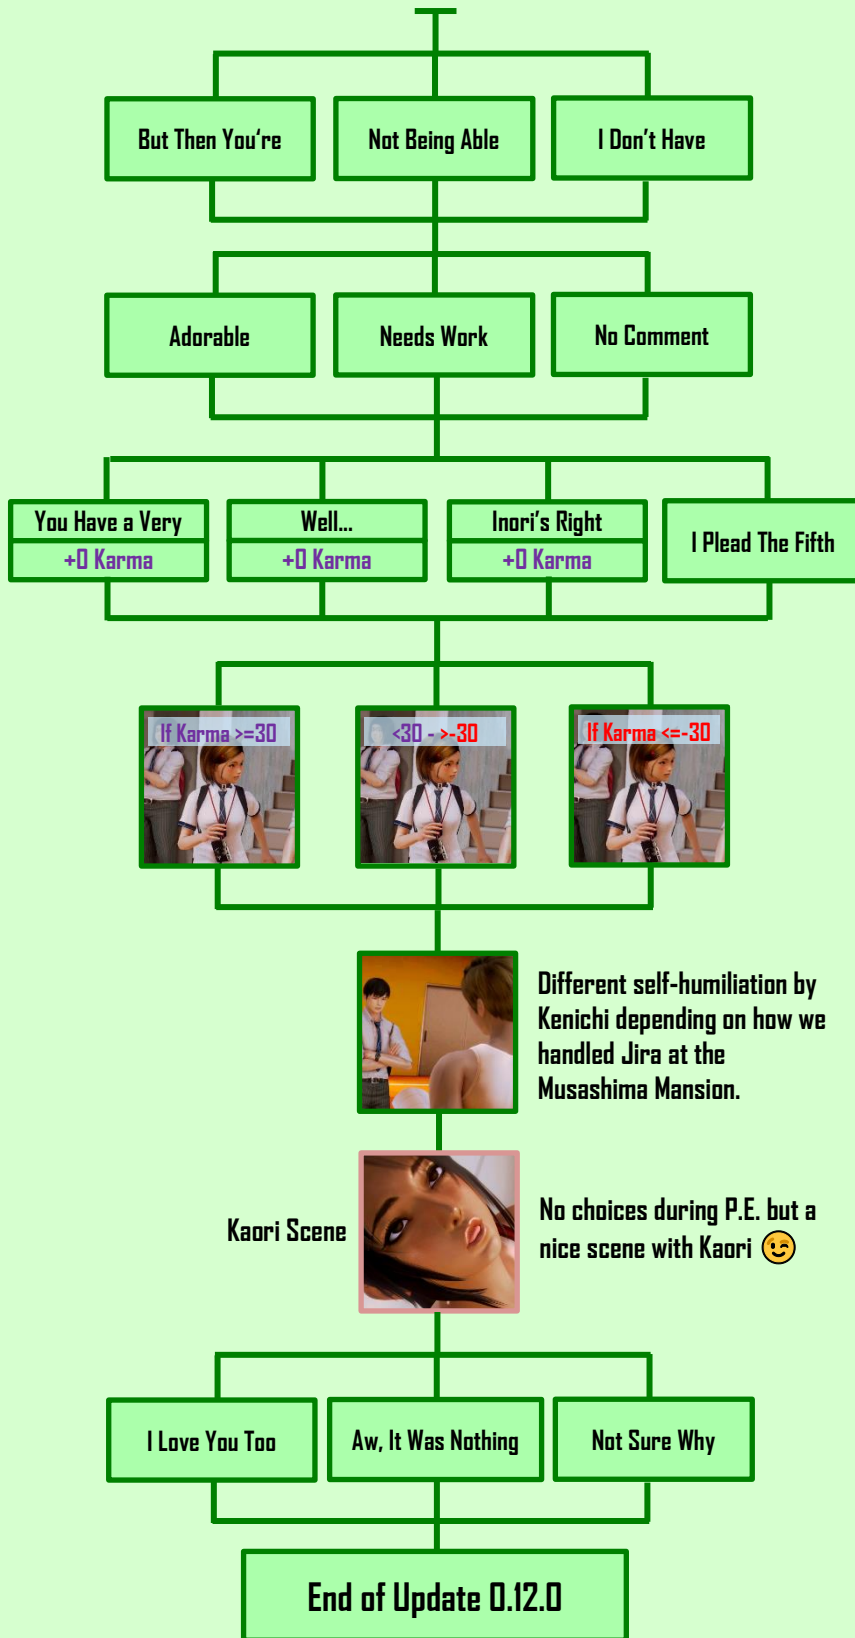 But Then You‘re
Not Being Able
I Don’t Have
Adorable
Needs Work
No Comment
You Have a Very
+0 Karma
Well...
+0 Karma
Inori’s Right
+0 Karma
I Plead The Fifth
If Karma >=30
<30 - >-30
If Karma <=-30
Different self-humiliation by
Kenichi depending on how we
handled Jira at the
Musashima Mansion.
Kaori Scene
No choices during P.E. but a
nice scene with Kaori 😉
I Love You Too
Aw, It Was Nothing
Not Sure Why
End of Update 0.12.0